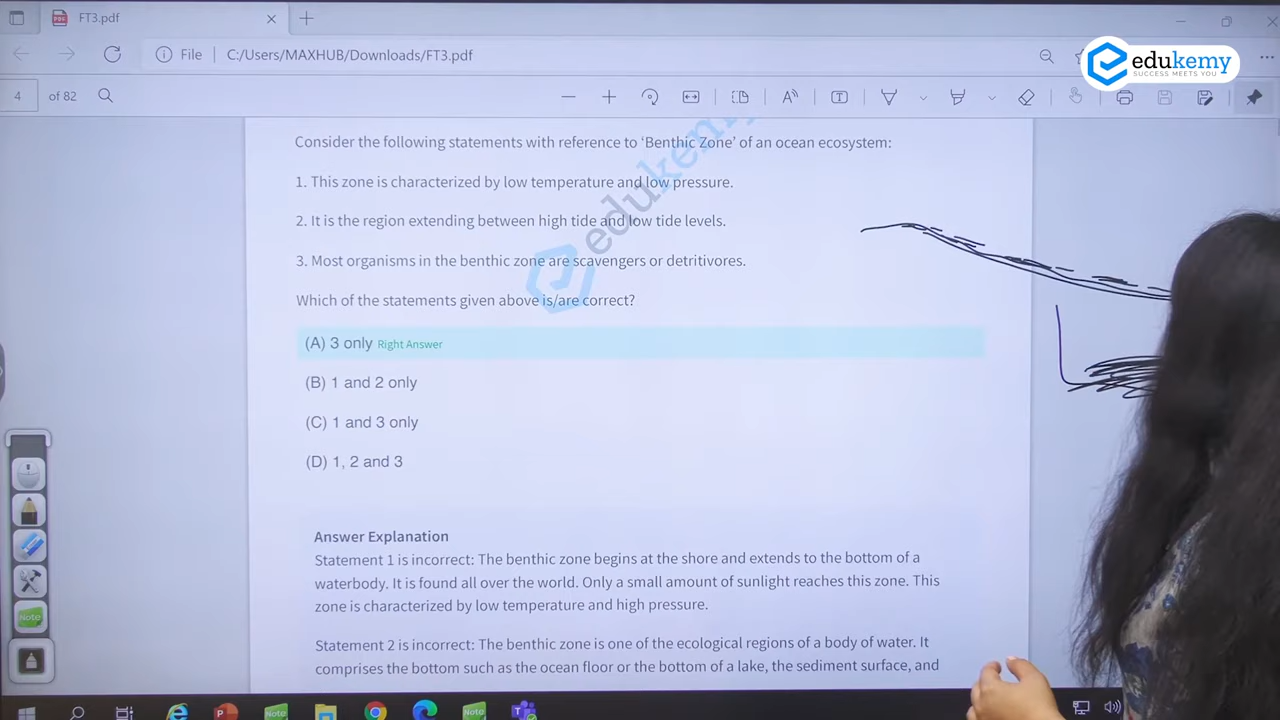 FT3.pdf
File
C:/Users/MAXHUB/Downloads/FT3.pdf
edukemy
SUCCESS MEETS YOU
4
of 82
Consider the following statements with reference to ‘Benthic Zone’ of an ocean ecosystem:
1. This zone is characterized by low temperature and low pressure.
2. It is the region extending between high tide and low tide levels.
3. Most organisms in the benthic zone are scavengers or detritivores.
Which of the statements given above is/are correct?
edukemy
(A) 3 only Right Answer
(B) 1 and 2 only
(C) 1 and 3 only
(D) 1, 2 and 3
Answer Explanation
Statement 1 is incorrect: The benthic zone begins at the shore and extends to the bottom of a
waterbody. It is found all over the world. Only a small amount of sunlight reaches this zone. This
zone is characterized by low temperature and high pressure.
Statement 2 is incorrect: The benthic zone is one of the ecological regions of a body of water. It
comprises the bottom such as the ocean floor or the bottom of a lake, the sediment surface, and
Note
Note
Note